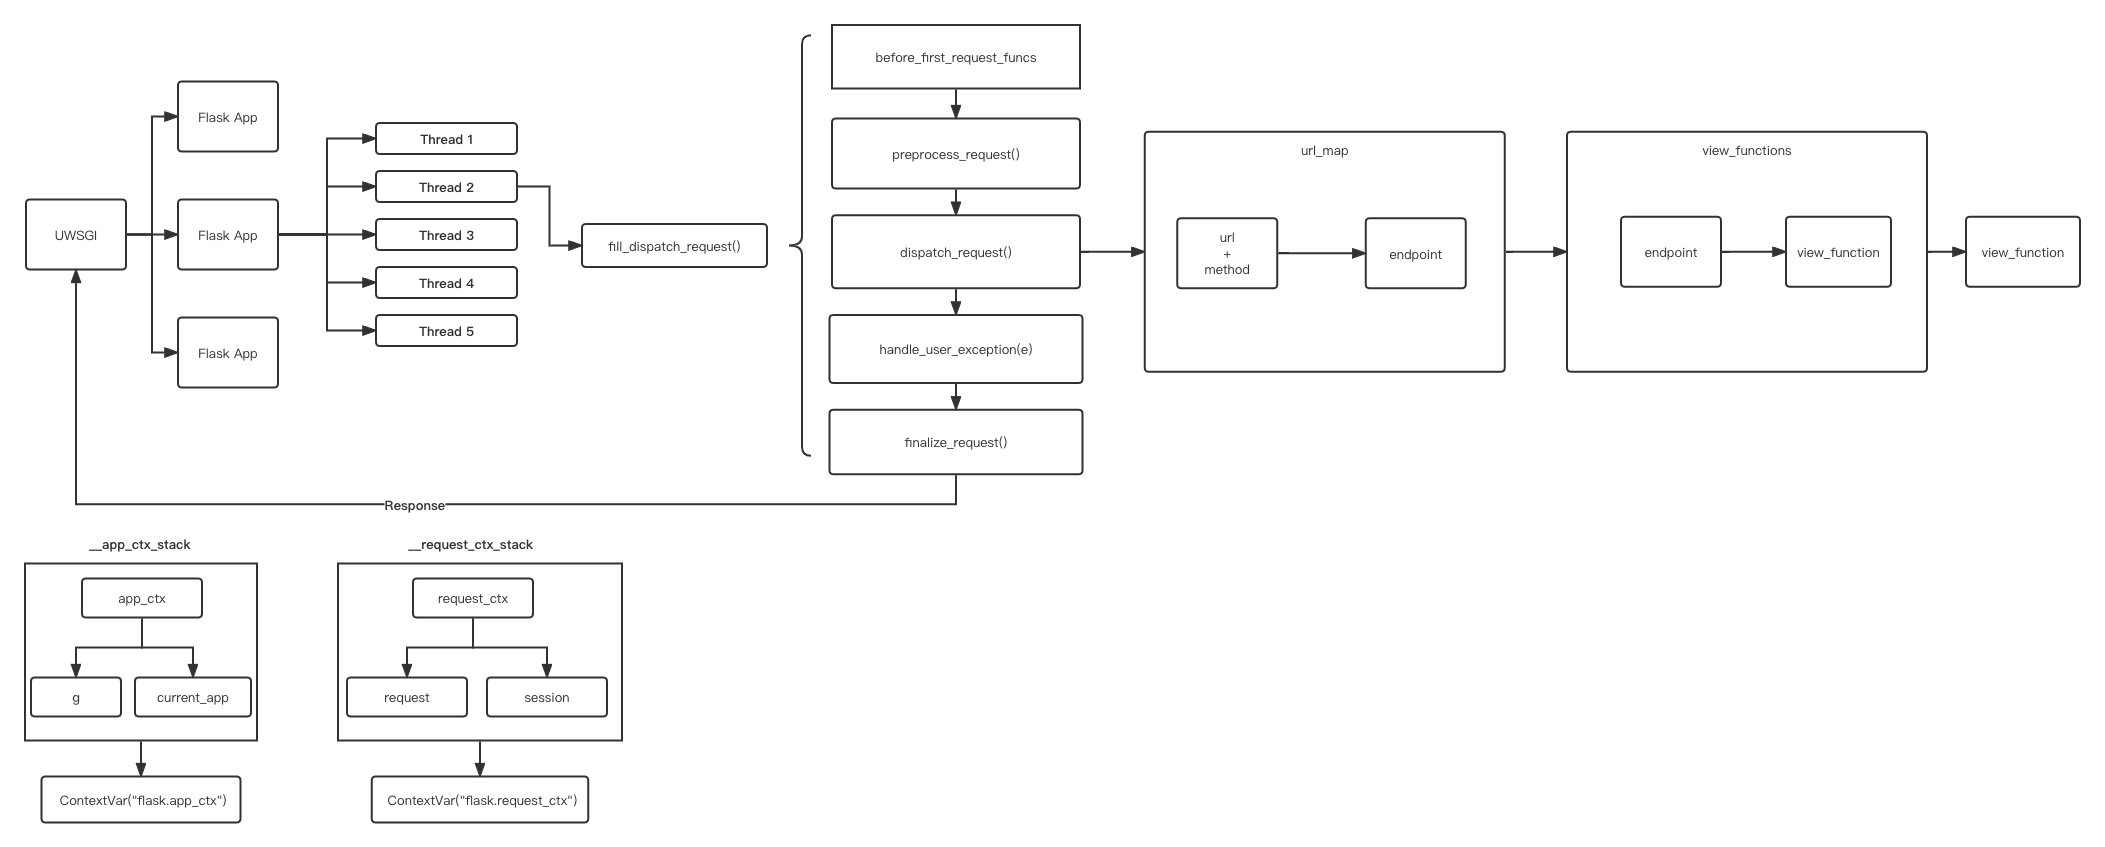 UWSGI
Flask App
Flask App
Flask App
Thread 1
Thread 2
Thread 3
Thread 4
Thread 5
fill_dispatch_request()
before_first_request_funcs
preprocess_request()
dispatch_request()
handle_user_exception(e)
finalize_request()
url_map
url
+
method
endpoint
view_functions
endpoint
view_function
view_function
Response
__app_ctx_stack
app_ctx
g
current_app
ContextVar("flask.app_ctx")
__request_ctx_stack
request_ctx
request
session
ContextVar("flask.request_ctx")